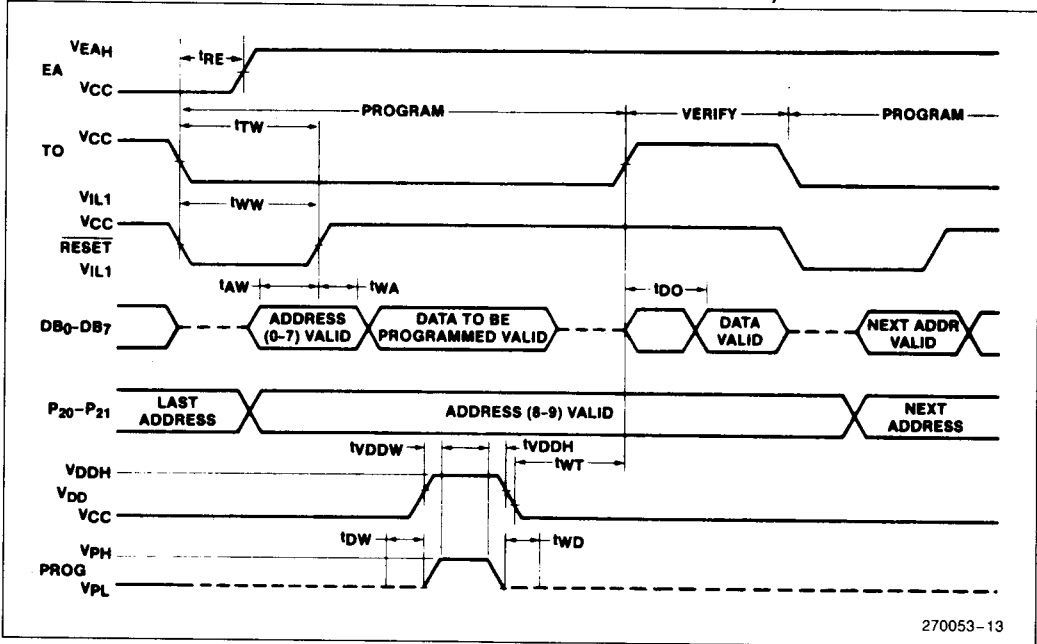 VEAH
EA
tRE
VCC
PROGRAM
VERIFY
PROGRAM
tTW
VCC
TO
VIL1
tWW
VCC
RESET
VIL1
tAW
tWA
tDO
DB0–DB7
ADDRESS
(0–7) VALID
DATA TO BE
PROGRAMMED VALID
DATA
VALID
NEXT ADDR
VALID
P20–P21
LAST
ADDRESS
ADDRESS (8–9) VALID
NEXT
ADDRESS
tVDDW
tVDDH
tWT
VDDH
VDD
VCC
tDW
tWD
VPH
PROG
VPL
270053–13